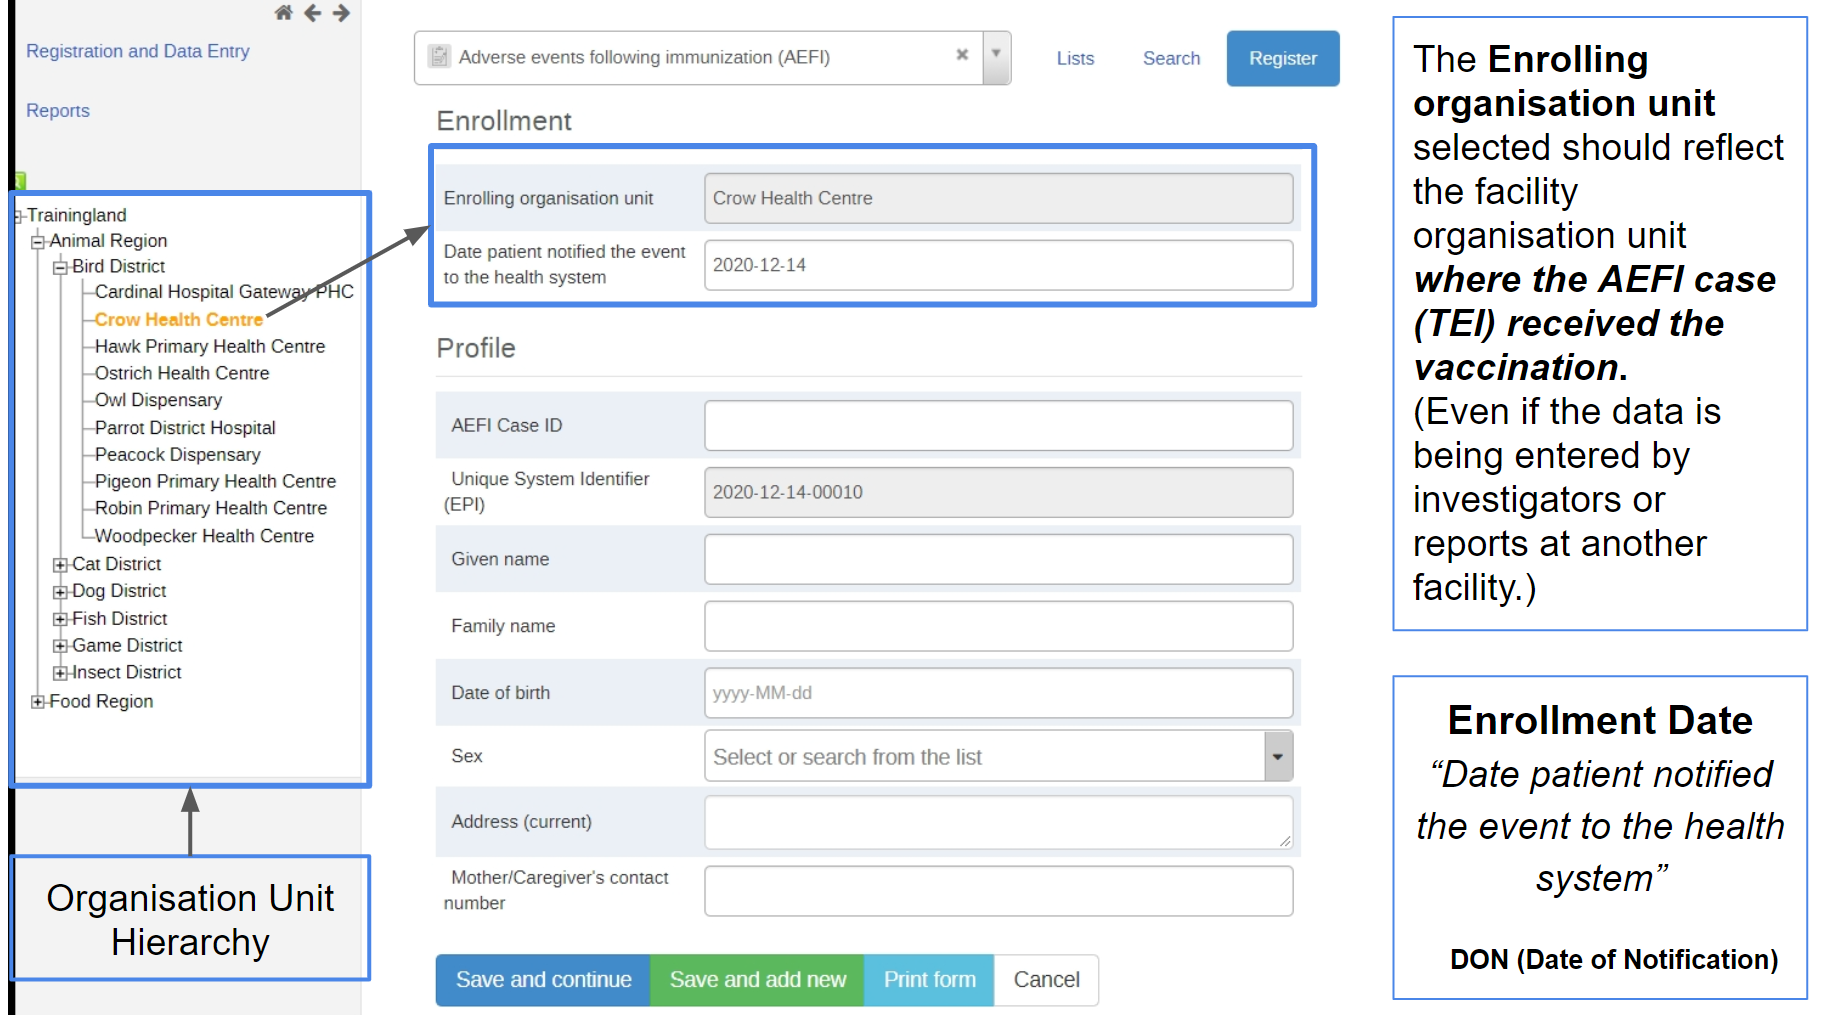 Registration and Data Entry
Reports
Trainingland
Animal Region
Bird District
Cardinal Hospital Gateway PHC
Crow Health Centre
Hawk Primary Health Centre
Ostrich Health Centre
Owl Dispensary
Parrot District Hospital
Peacock Dispensary
Pigeon Primary Health Centre
Robin Primary Health Centre
Woodpecker Health Centre
Cat District
Dog District
Fish District
Game District
Insect District
Food Region
Organisation Unit
Hierarchy
Adverse events following immunization (AEFI)
Lists
Search
Register
Enrollment
Enrolling organisation unit
Crow Health Centre
Date patient notified the event
to the health system
2020-12-14
Profile
AEFI Case ID
Unique System Identifier
(EPI)
2020-12-14-00010
Given name
Family name
Date of birth
yyyy-MM-dd
Sex
Select or search from the list
Address (current)
Mother/Caregiver's contact
number
Save and continue
Save and add new
Print form
Cancel
The Enrolling
organisation unit
selected should reflect
the facility
organisation unit
where the AEFI case
(TEI) received the
vaccination.
(Even if the data is
being entered by
investigators or
reports at another
facility.)
Enrollment Date
“Date patient notified
the event to the health
system”
DON (Date of Notification)